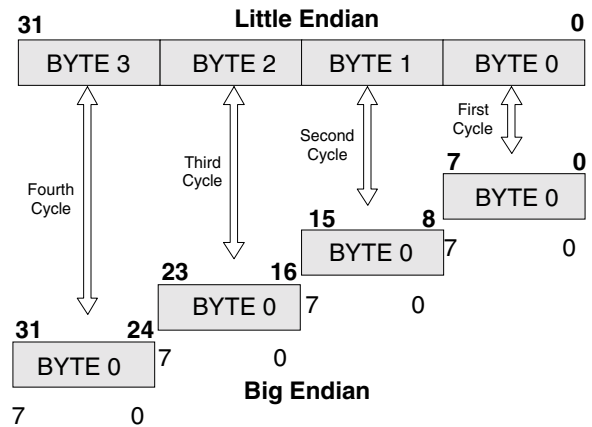 Little Endian
31 0
BYTE 3 BYTE 2 BYTE 1 BYTE 0
First
Cycle
Second
Cycle
Third
Cycle
Fourth
Cycle
7 0
BYTE 0
7 0
15 8
BYTE 0
7 0
23 16
BYTE 0
7 0
31 24
BYTE 0
7 0
Big Endian